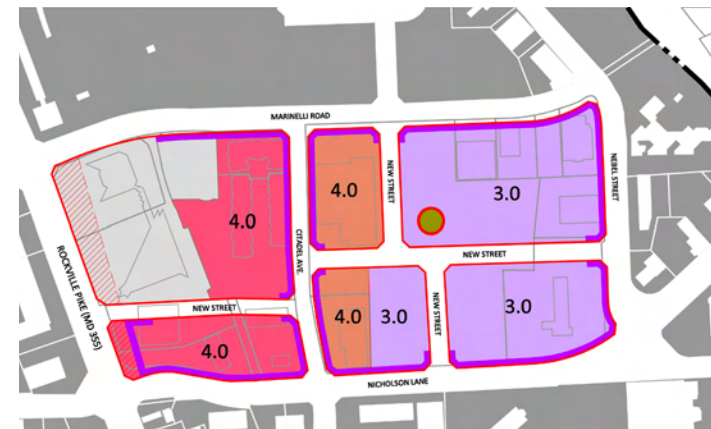 MARINELLI ROAD
4.0
4.0
NEW STREET
3.0
NEBEL STREET
ROCKVILLE PIKE (MD 355)
CITADEL AVE.
NEW STREET
NEW STREET
4.0
4.0
3.0
NEW STREET
3.0
NICHOLSON LANE